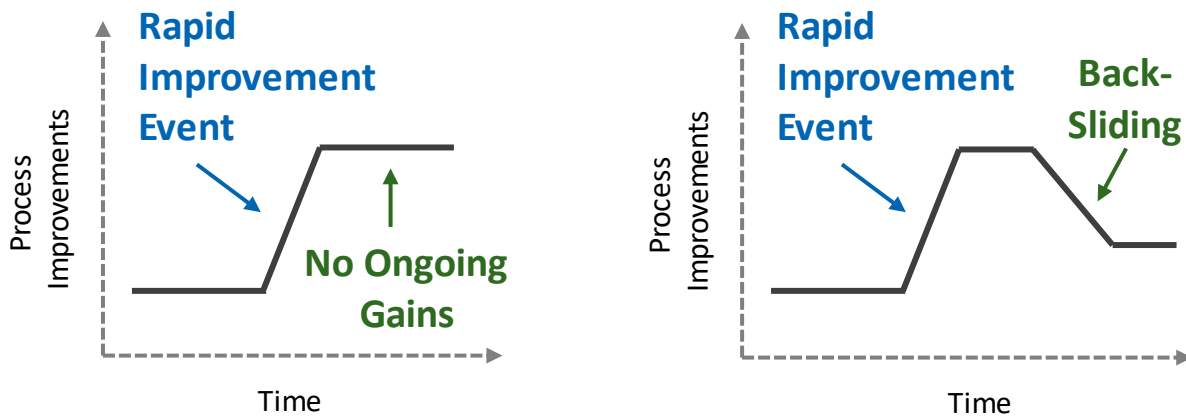 Rapid
Improvement
Event
Process
Improvements
No Ongoing
Gains
Time
Rapid
Improvement
Event
Back-
Sliding
Process
Improvements
Time